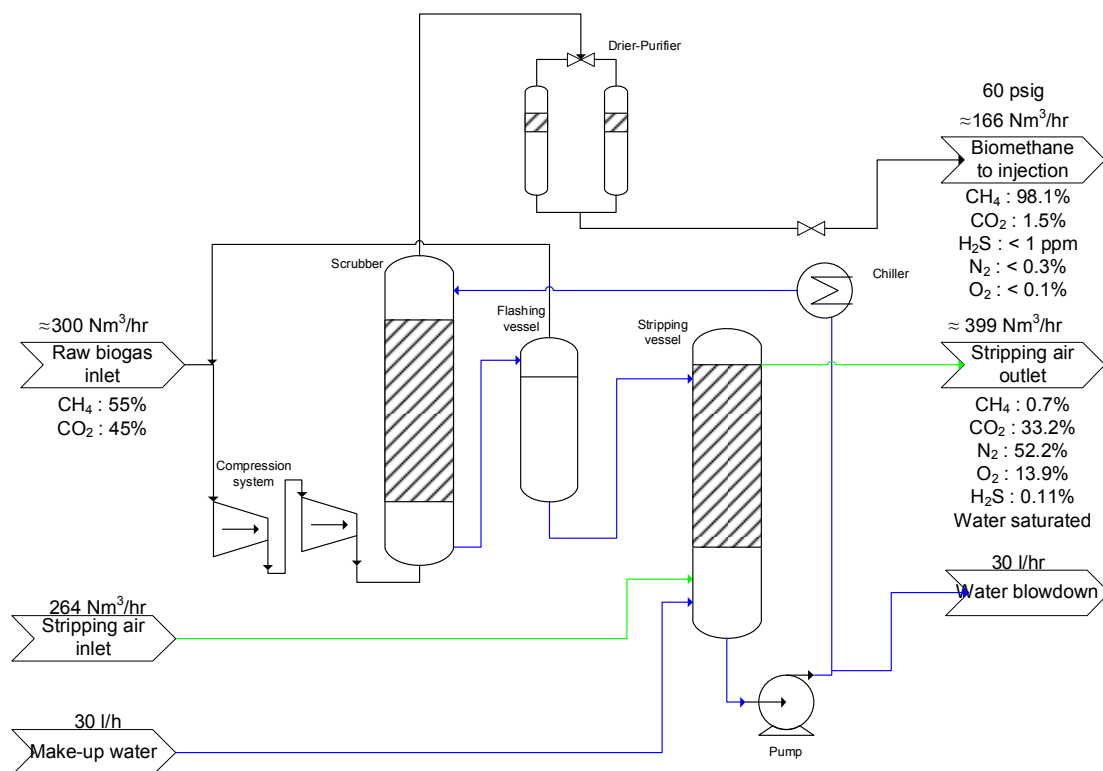 Drier-Purifier
60 psig
≈166 Nm³/hr
Biomethane
to injection
CH₄ : 98.1%
CO₂ : 1.5%
H₂S : < 1 ppm
N₂ : < 0.3%
O₂ : < 0.1%
Scrubber
Flashing
vessel
Stripping
vessel
Chiller
≈300 Nm³/hr
Raw biogas
inlet
CH₄ : 55%
CO₂ : 45%
≈ 399 Nm³/hr
Stripping air
outlet
CH₄ : 0.7%
CO₂ : 33.2%
N₂ : 52.2%
O₂ : 13.9%
H₂S : 0.11%
Water saturated
Compression
system
30 l/hr
Water blowdown
264 Nm³/hr
Stripping air
inlet
30 l/h
Make-up water
Pump